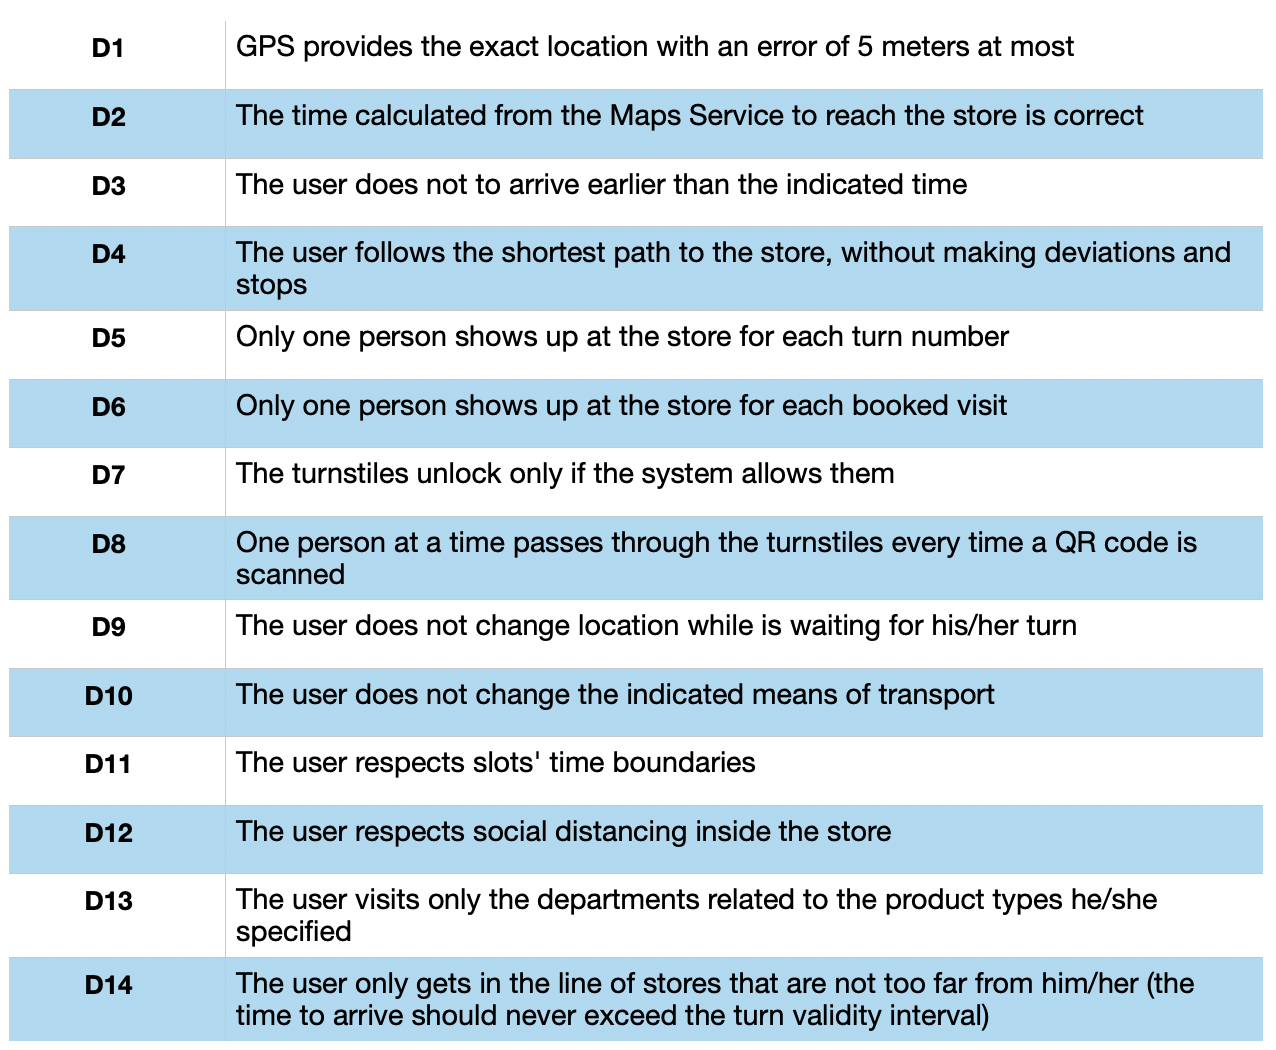 D1 GPS provides the exact location with an error of 5 meters at most
D2 The time calculated from the Maps Service to reach the store is correct
D3 The user does not to arrive earlier than the indicated time
D4 The user follows the shortest path to the store, without making deviations and
stops
D5 Only one person shows up at the store for each turn number
D6 Only one person shows up at the store for each booked visit
D7 The turnstiles unlock only if the system allows them
D8 One person at a time passes through the turnstiles every time a QR code is
scanned
D9 The user does not change location while is waiting for his/her turn
D10 The user does not change the indicated means of transport
D11 The user respects slots' time boundaries
D12 The user respects social distancing inside the store
D13 The user visits only the departments related to the product types he/she
specified
D14 The user only gets in the line of stores that are not too far from him/her (the
time to arrive should never exceed the turn validity interval)